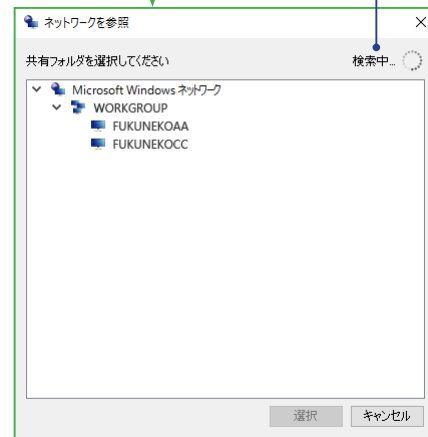 ネットワークを参照
共有フォルダを選択してください
検索中...
Microsoft Windows ネットワーク
WORKGROUP
FUKUNEKOAA
FUKUNEKOCC
選択
キャンセル